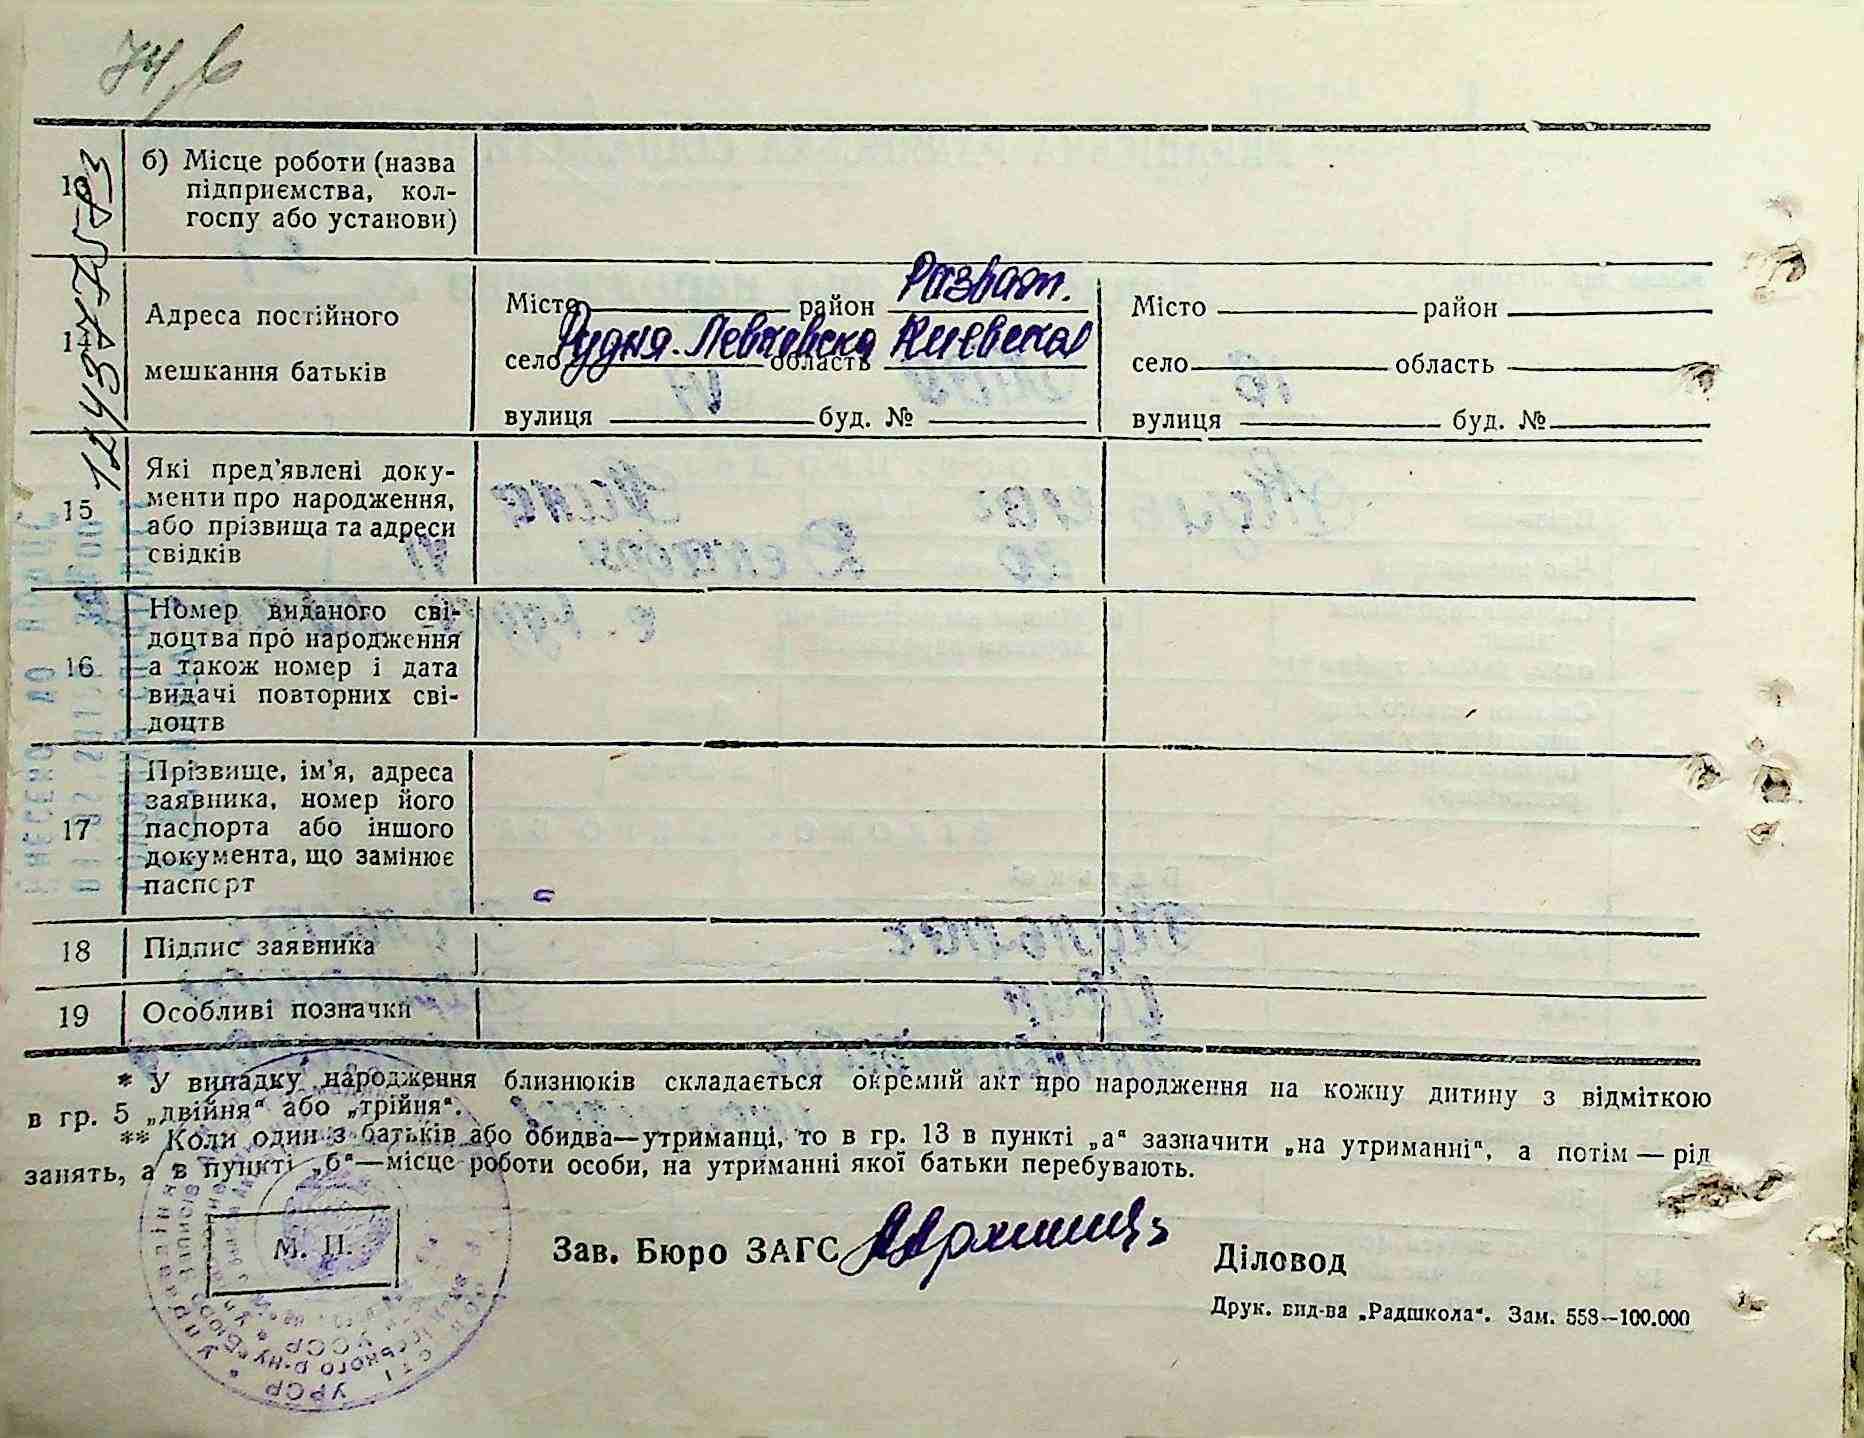 13 б) Місце роботи (назва
підприємства, кол-
госпу або установи)
14 Адреса постійного
мешкання батьків
Місто район Розваж.
село Рудня-Левковска область Киевская
вулиця буд. №
Місто район
село область
вулиця буд. №
15 Які пред'явлені доку-
менти про народження,
або прізвища та адреси
свідків
16 Номер виданого сві-
доцтва про народження
а також номер і дата
видачі повторних сві-
доцтв
17 Прізвище, ім'я, адреса
заявника, номер його
паспорта або іншого
документа, що замінює
паспорт
18 Підпис заявника
19 Особливі позначки
* У випадку народження близнюків складається окремий акт про народження на кожну дитину з відміткою
в гр. 5 „двійня" або „трійня".
** Коли один з батьків або обидва—утриманці, то в гр. 13 в пункті „а" зазначити „на утриманні", а потім — рід
занять, а в пункті „б"—місце роботи особи, на утриманні якої батьки перебувають.
М. П.
Зав. Бюро ЗАГС
Діловод
Друк. вид-ва „Радшкола". Зам. 558—100.000